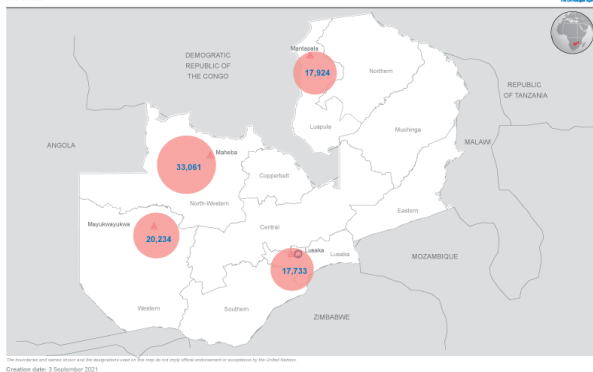 DEMOCRATIC
REPUBLIC OF
THE CONGO
Mantapala
17,924
Northern
REPUBLIC
OF TANZANIA
Luapula
Muchinga
ANGOLA
MALAWI
Maheba
33,061
Copperbelt
North-Western
Mayukwayukwa
20,234
Central
Eastern
Lusaka
Lusaka
17,733
MOZAMBIQUE
Western
Southern
ZIMBABWE
The boundaries and names shown and the designations used on this map do not imply official endorsement or acceptance by the United Nations.
Creation date: 3 September 2021